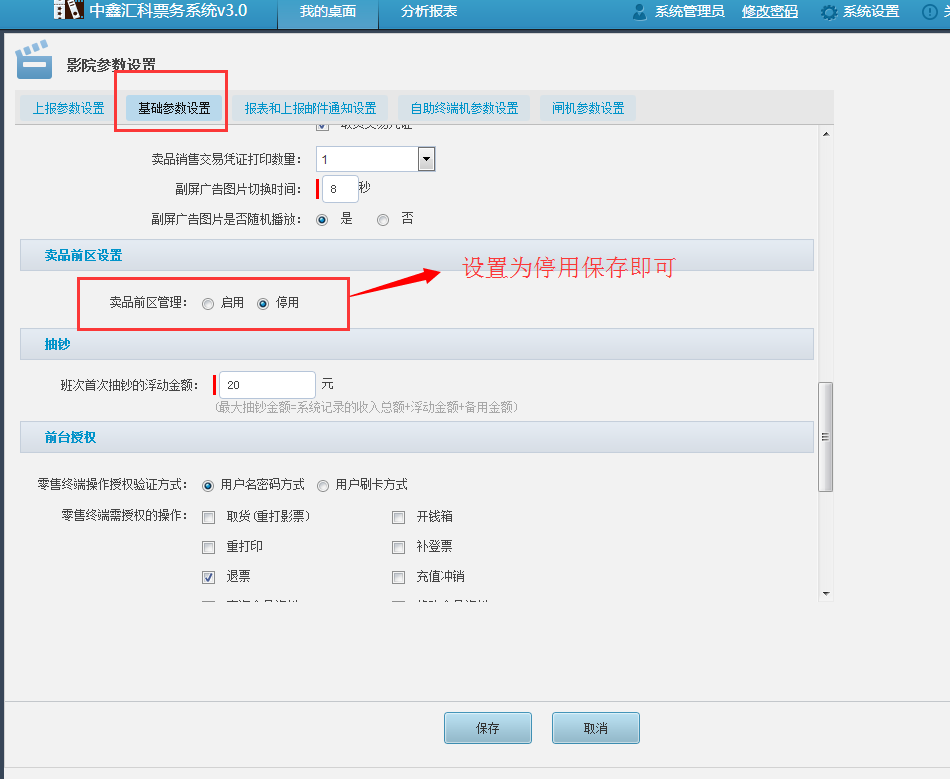 中鑫汇科票务系统v3.0 我的桌面 分析报表 系统管理员 修改密码 系统设置
影院参数设置
上报参数设置 基础参数设置 报表和上报邮件通知设置 自助终端机参数设置 闸机参数设置
卖品销售交易凭证打印数量： 1
副屏广告图片切换时间： 8 秒
副屏广告图片是否随机播放： 是 否
卖品前区设置
设置为停用保存即可
卖品前区管理： 启用 停用
抽钞
班次首次抽钞的浮动金额： 20 元
(最大抽钞金额=系统记录的收入总额+浮动金额+备用金额)
前台授权
零售终端操作授权验证方式： 用户名密码方式 用户刷卡方式
零售终端需授权的操作： 取货(重打影票) 开钱箱
重打印 补登票
退票 充值冲销
保存 取消